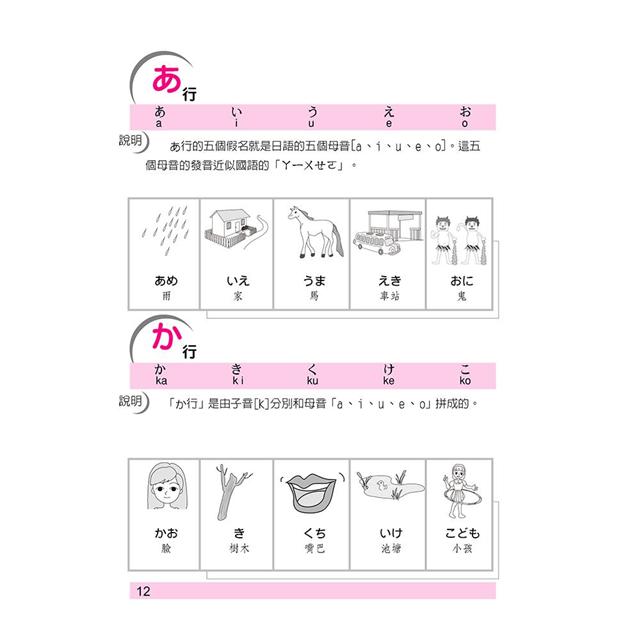 あ行
あ い う え お
a i u e o
說明
あ行的五個假名就是日語的五個母音[a、i、u、e、o]。這五
個母音的發音近似國語的「ㄚㄧㄨㄝㄛ」。
あめ いえ うま えき おに
雨 家 馬 車站 鬼
か行
か き く け こ
ka ki ku ke ko
說明
「か行」是由子音[k]分別和母音「a、i、u、e、o」拼成的。
かお き くち いけ こども
臉 樹木 嘴巴 池塘 小孩
12